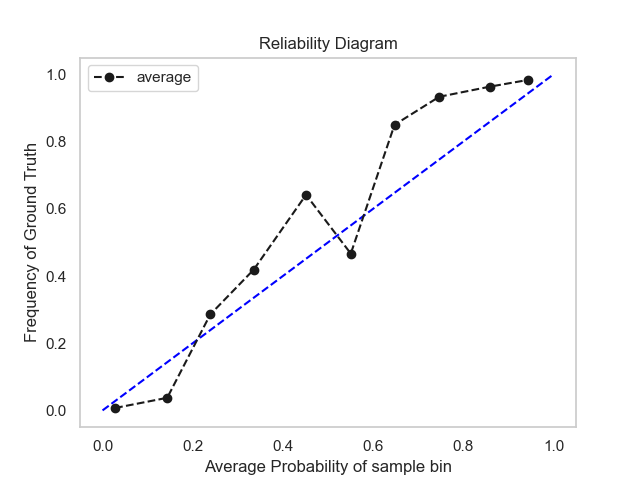 Reliability Diagram
average
Frequency of Ground Truth
1.0
0.8
0.6
0.4
0.2
0.0
0.0 0.2 0.4 0.6 0.8 1.0
Average Probability of sample bin